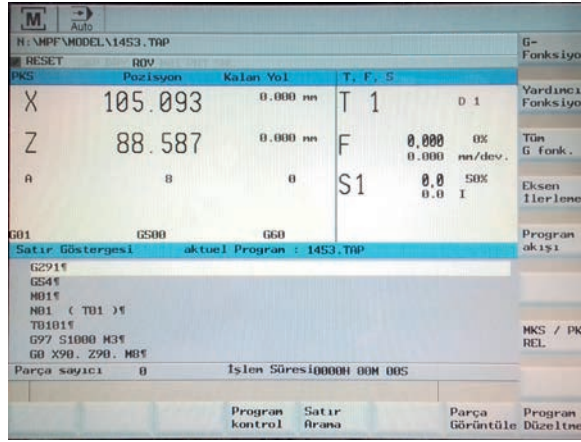 M
Auto
N:\MPF\MODEL\1453.TAP
RESET ROV
PKS Pozisyon Kalan Yol T, F, S
X 105.093 0.000 mm T 1 D 1
Z 88.587 0.000 mm F 0.000 0%
0.000 mm/dev.
A 8 0 S1 0.0 50%
0.0 I
G01 G500 G60
Satır Göstergesi aktuel Program : 1453.TAP
G291¶
G54¶
M01¶
N01 ( T01 )¶
T0101¶
G97 S1000 M3¶
G0 X90. Z90. M8¶
Parça sayıcı 0 İşlem Süresi0000H 00M 00S
G-
Fonksiyo
Yardımcı
Fonksiyo
Tüm
G fonk.
Eksen
İlerleme
Program
akışı
MKS / PK
REL
Program
kontrol
Satır
Arama
Parça
Görüntüle
Program
Düzeltme